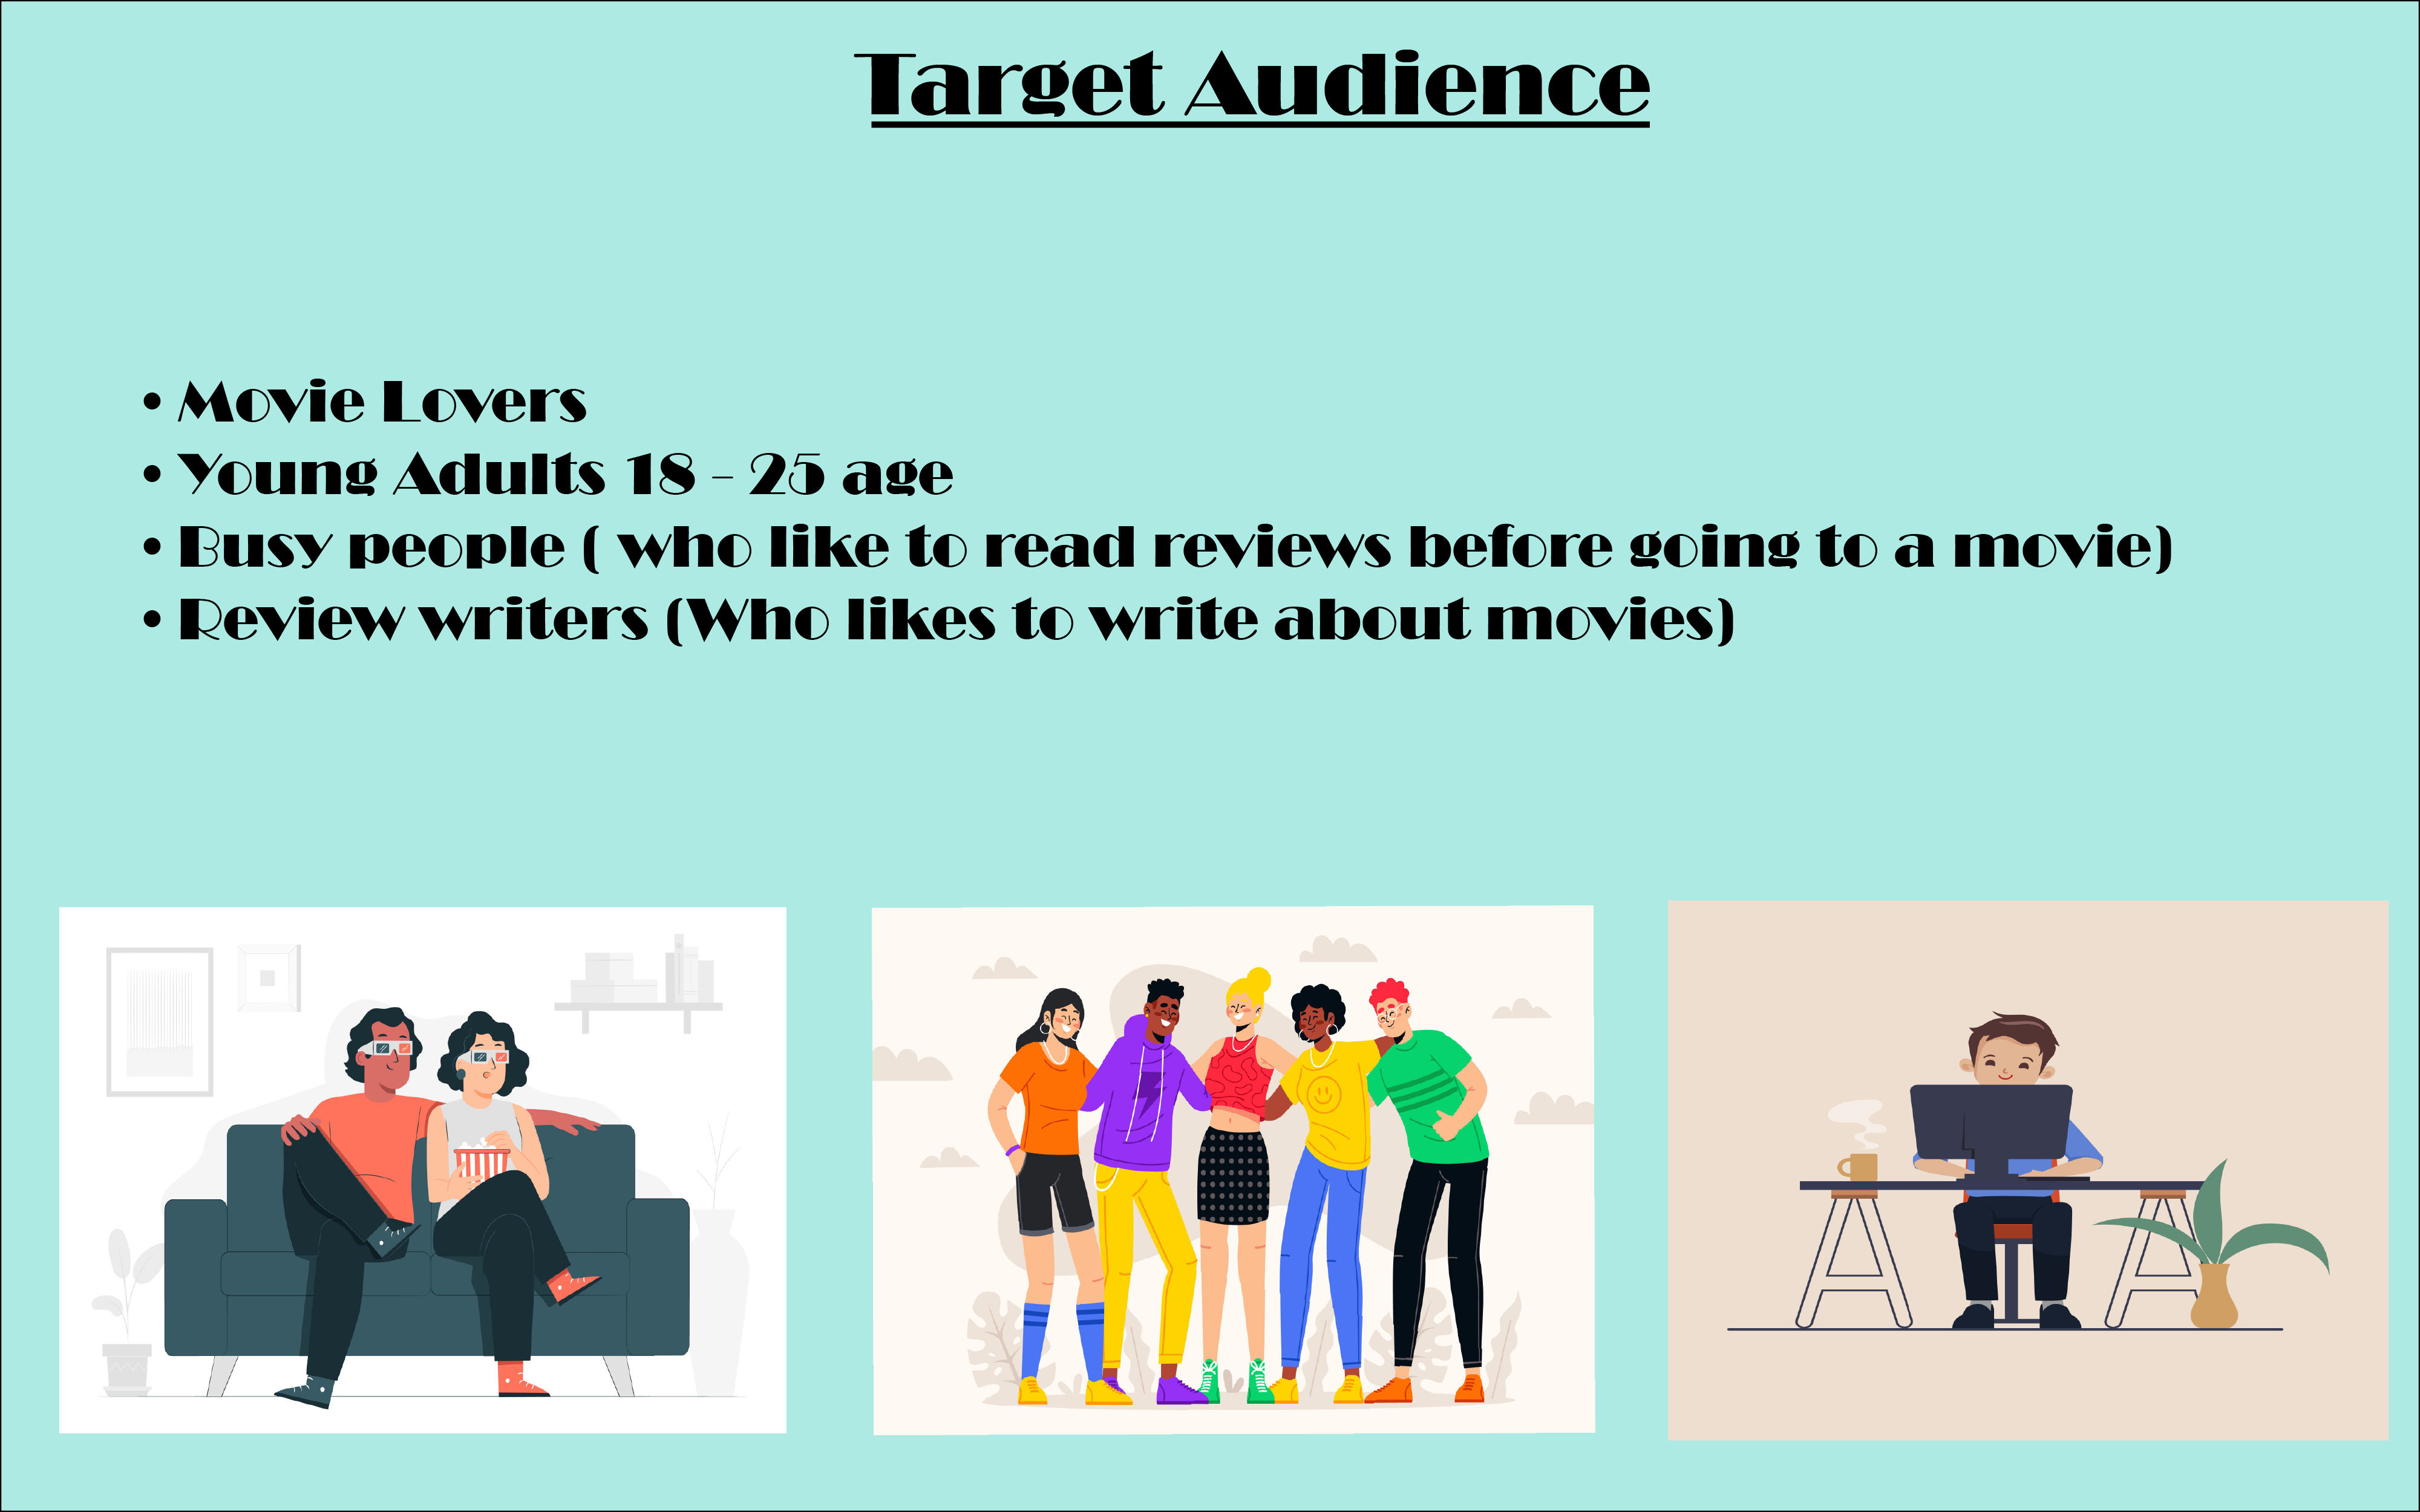 Target Audience
• Movie Lovers
• Young Adults 18 - 25 age
• Busy people ( who like to read reviews before going to a movie)
• Review writers (Who likes to write about movies)